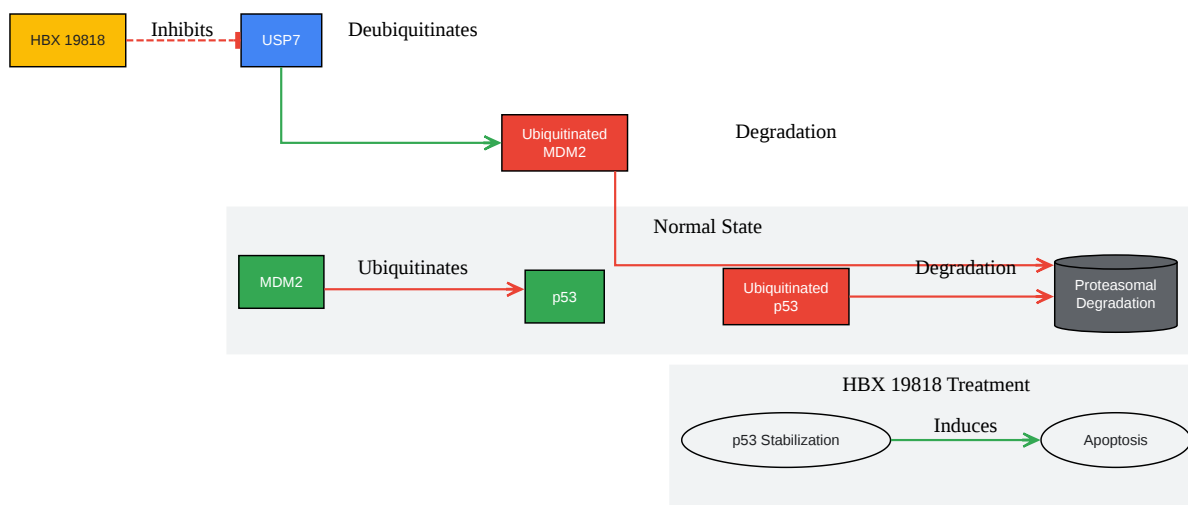 HBX 19818
Inhibits
USP7
Deubiquitinates
Ubiquitinated
MDM2
Degradation
Normal State
MDM2
Ubiquitinates
p53
Ubiquitinated
p53
Degradation
Proteasomal
Degradation
HBX 19818 Treatment
p53 Stabilization
Induces
Apoptosis